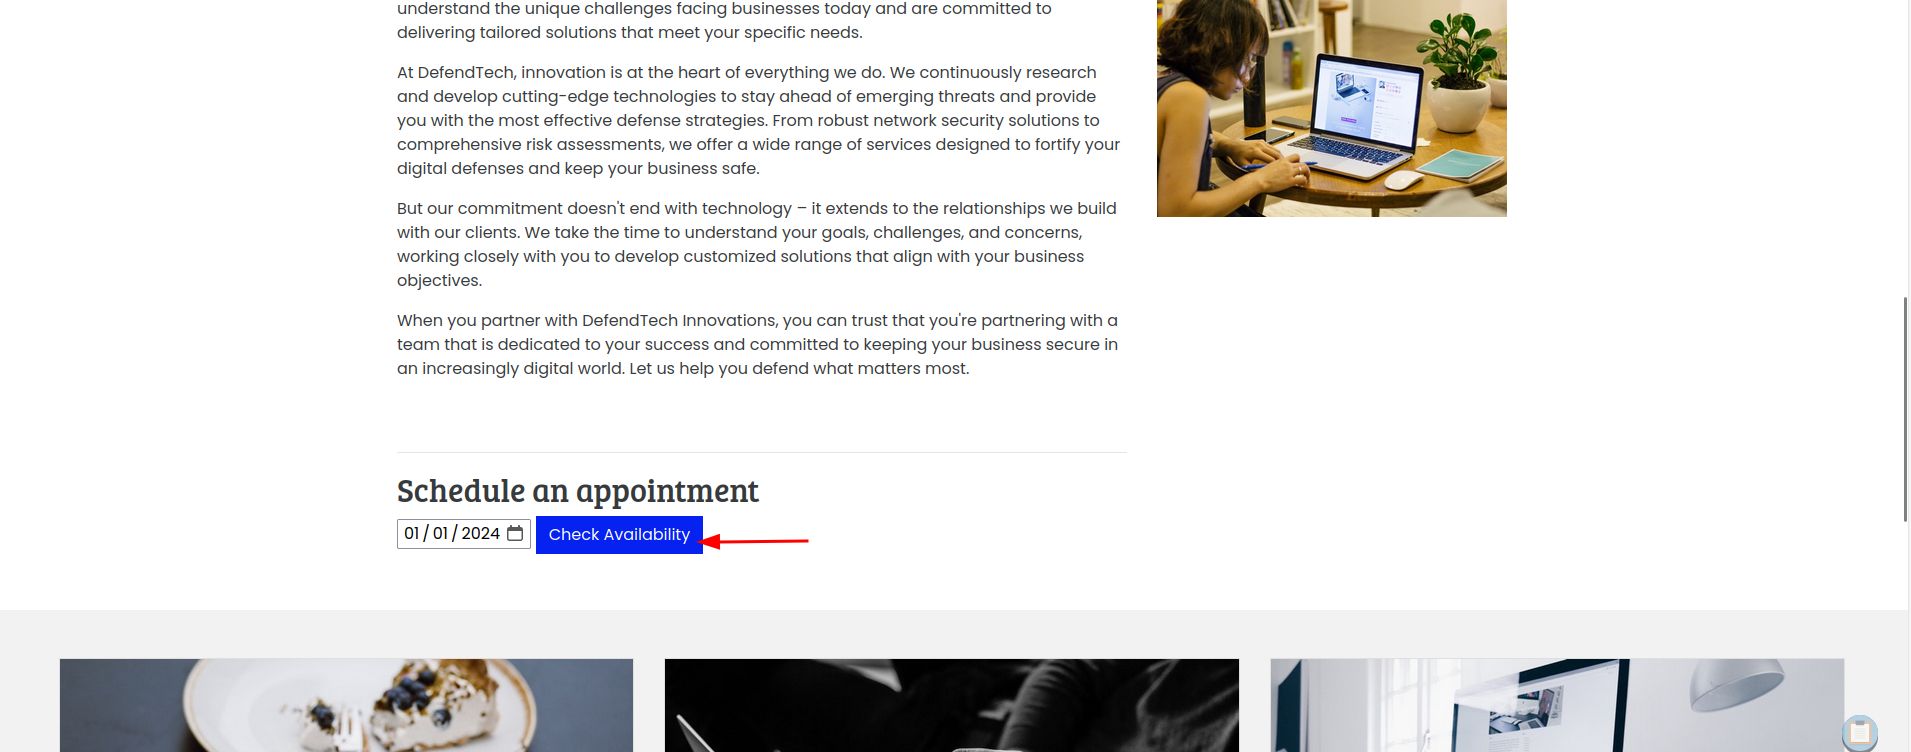 understand the unique challenges facing businesses today and are committed to
delivering tailored solutions that meet your specific needs.
At DefendTech, innovation is at the heart of everything we do. We continuously research
and develop cutting-edge technologies to stay ahead of emerging threats and provide
you with the most effective defense strategies. From robust network security solutions to
comprehensive risk assessments, we offer a wide range of services designed to fortify your
digital defenses and keep your business safe.
But our commitment doesn't end with technology – it extends to the relationships we build
with our clients. We take the time to understand your goals, challenges, and concerns,
working closely with you to develop customized solutions that align with your business
objectives.
When you partner with DefendTech Innovations, you can trust that you're partnering with a
team that is dedicated to your success and committed to keeping your business secure in
an increasingly digital world. Let us help you defend what matters most.
Schedule an appointment
01 / 01 / 2024 Check Availability